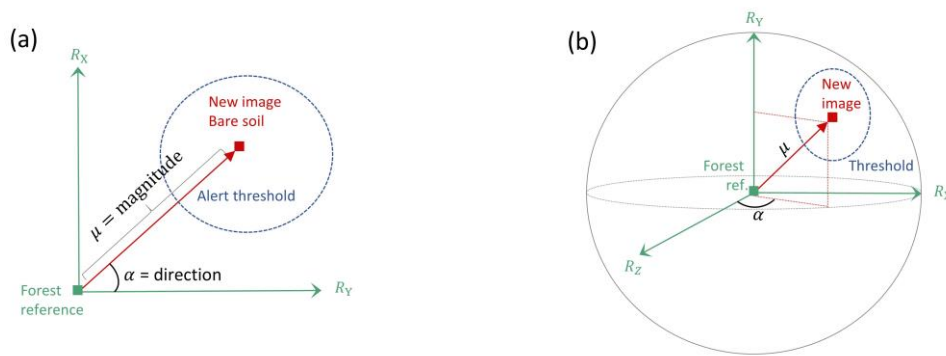 (a)
R_X
New image
Bare soil
μ = magnitude
Alert threshold
α = direction
Forest
reference
R_Y
(b)
R_Y
New
image
μ
Forest
ref.
Threshold
α
R_Z